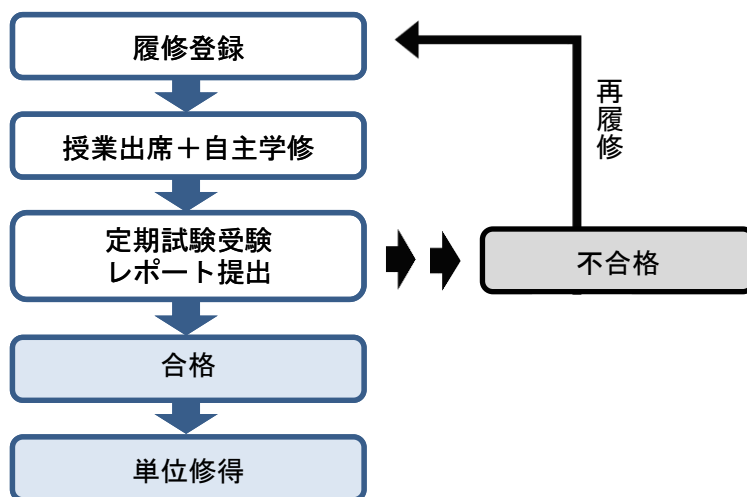 履修登録
授業出席＋自主学修
定期試験受験
レポート提出
合格
単位修得
不合格
再履修